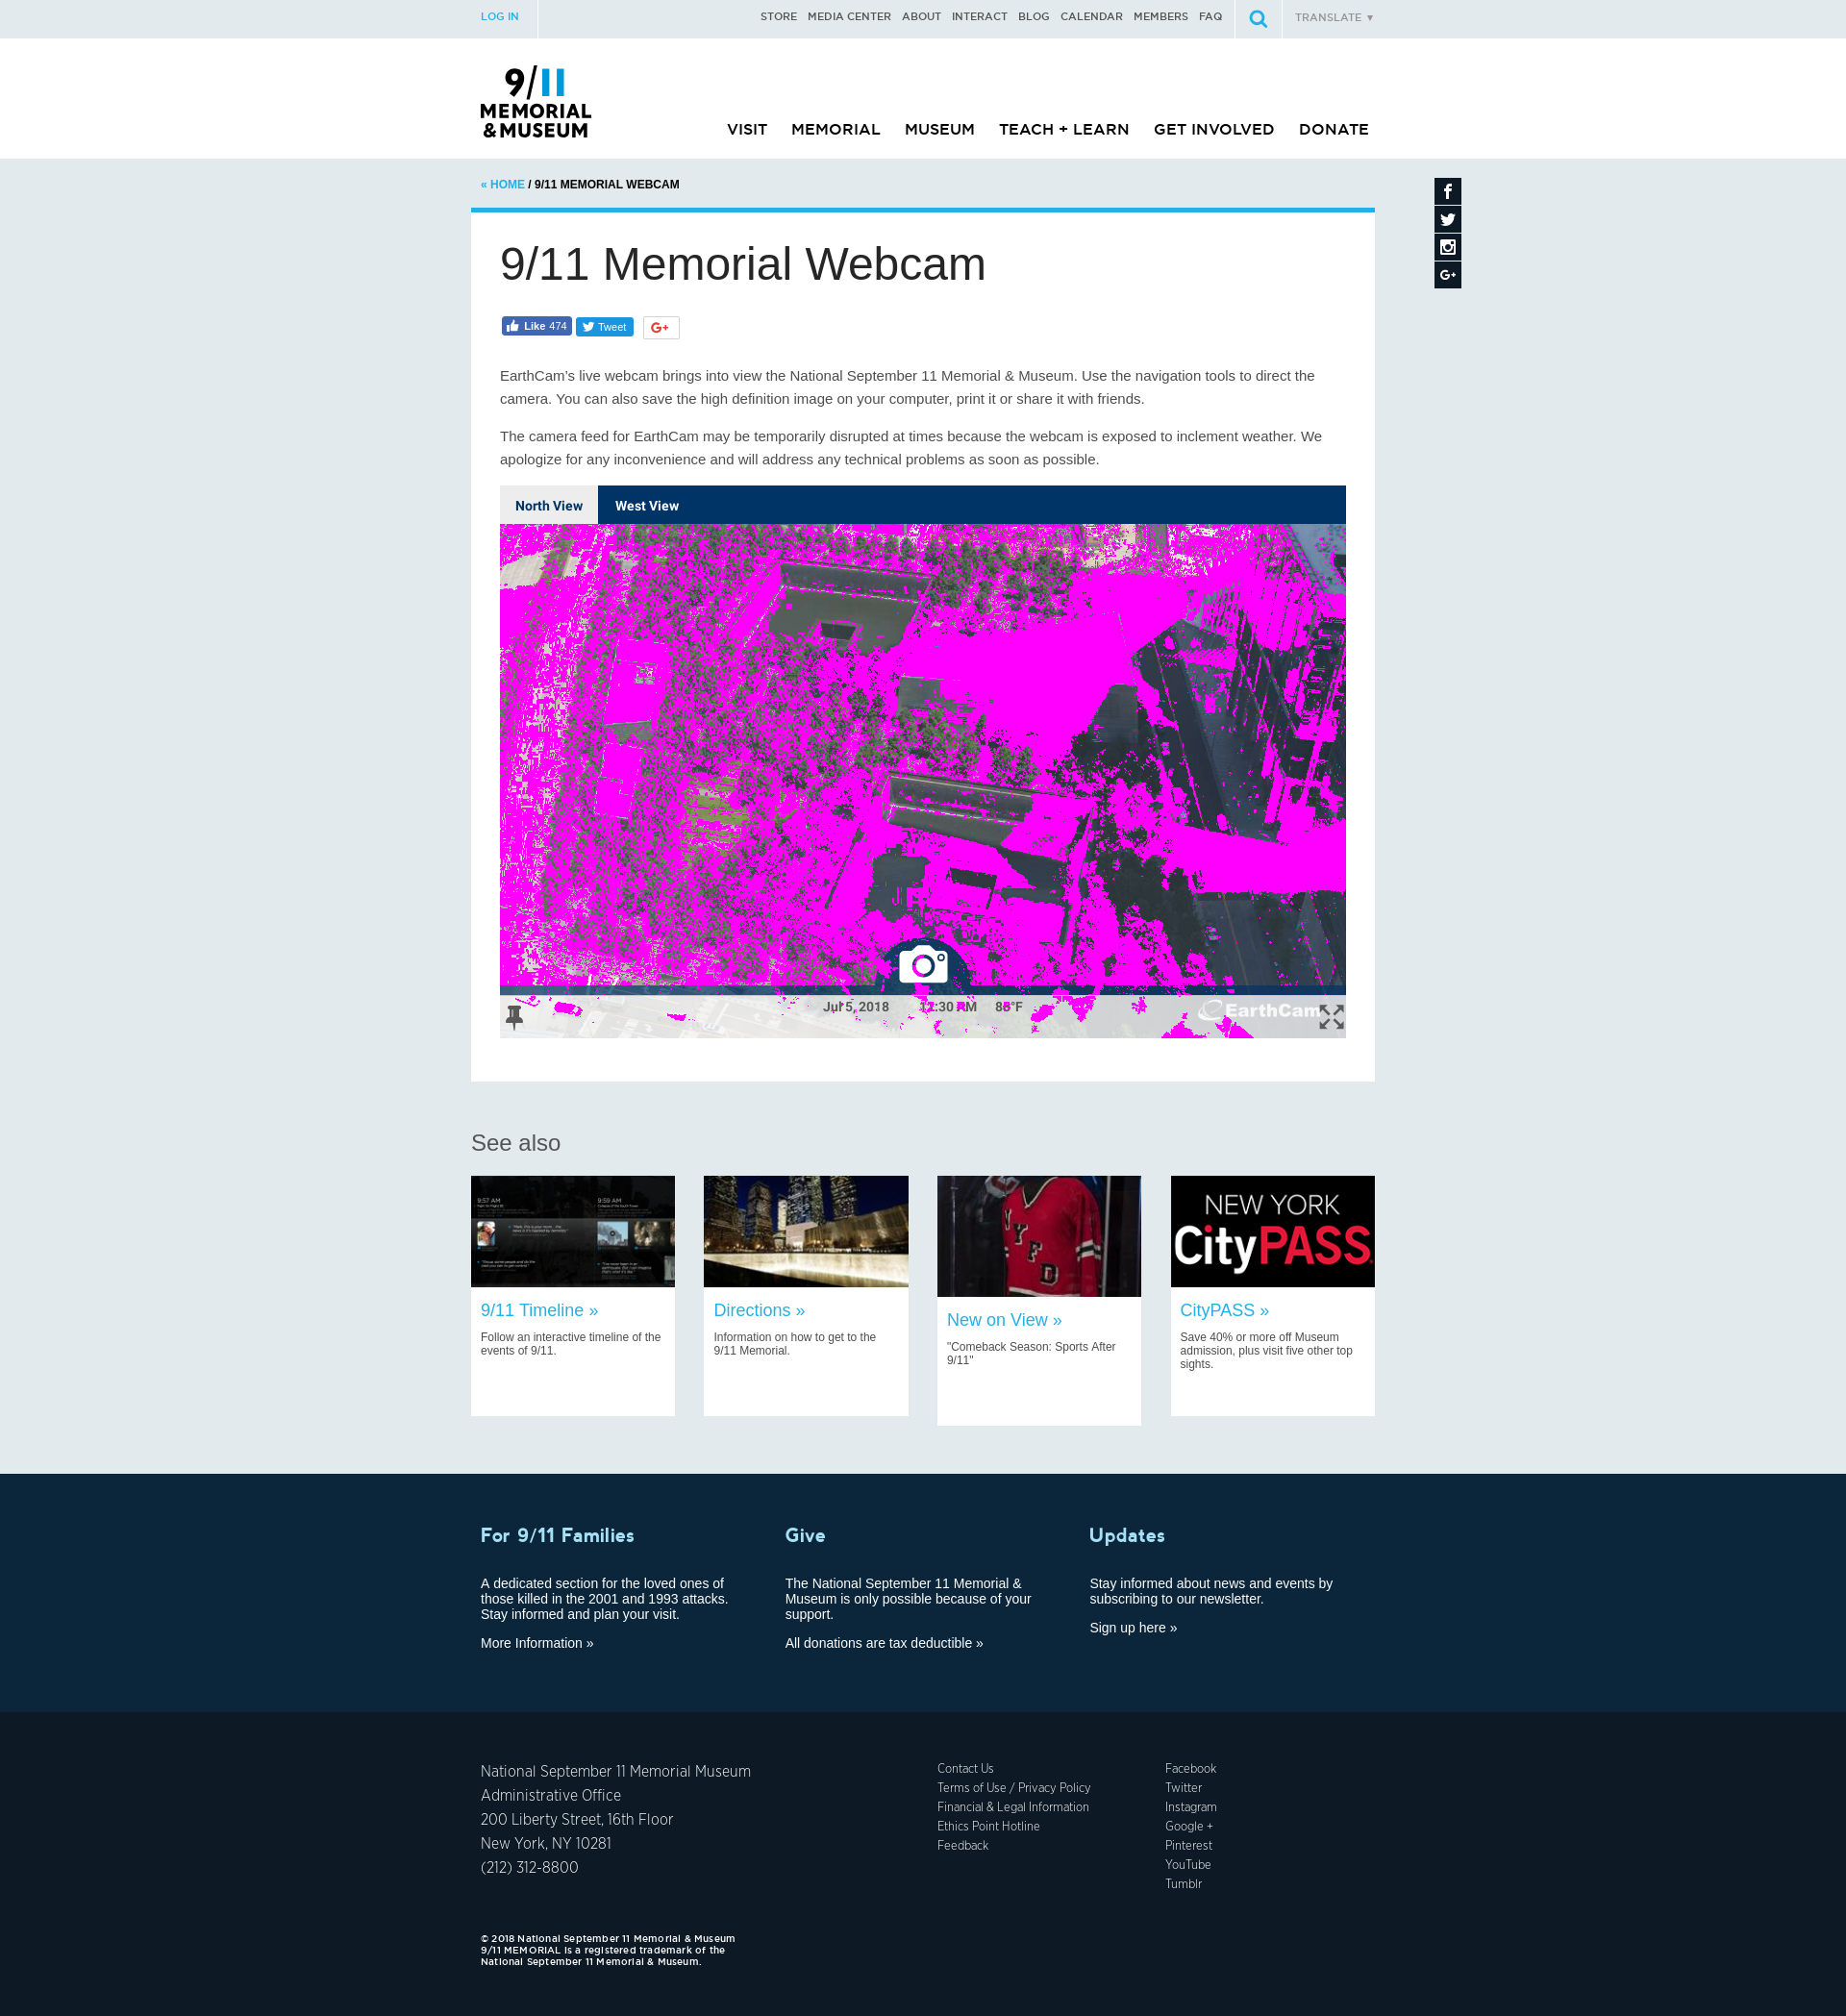 LOG IN
STORE MEDIA CENTER ABOUT INTERACT BLOG CALENDAR MEMBERS FAQ
TRANSLATE ▼
9/11
MEMORIAL
&MUSEUM
VISIT MEMORIAL MUSEUM TEACH + LEARN GET INVOLVED DONATE
« HOME / 9/11 MEMORIAL WEBCAM
9/11 Memorial Webcam
Like 474 Tweet G+
EarthCam's live webcam brings into view the National September 11 Memorial & Museum. Use the navigation tools to direct the
camera. You can also save the high definition image on your computer, print it or share it with friends.
The camera feed for EarthCam may be temporarily disrupted at times because the webcam is exposed to inclement weather. We
apologize for any inconvenience and will address any technical problems as soon as possible.
North View West View
Jul 5, 2018 12:30 PM 86°F
EarthCam
See also
9:57 AM 9:59 AM
NYFD
NEW YORK
CityPASS
9/11 Timeline »
Follow an interactive timeline of the
events of 9/11.
Directions »
Information on how to get to the
9/11 Memorial.
New on View »
"Comeback Season: Sports After
9/11"
CityPASS »
Save 40% or more off Museum
admission, plus visit five other top
sights.
For 9/11 Families
A dedicated section for the loved ones of
those killed in the 2001 and 1993 attacks.
Stay informed and plan your visit.
More Information »
Give
The National September 11 Memorial &
Museum is only possible because of your
support.
All donations are tax deductible »
Updates
Stay informed about news and events by
subscribing to our newsletter.
Sign up here »
National September 11 Memorial Museum
Administrative Office
200 Liberty Street, 16th Floor
New York, NY 10281
(212) 312-8800
Contact Us
Terms of Use / Privacy Policy
Financial & Legal Information
Ethics Point Hotline
Feedback
Facebook
Twitter
Instagram
Google +
Pinterest
YouTube
Tumblr
© 2018 National September 11 Memorial & Museum
9/11 MEMORIAL is a registered trademark of the
National September 11 Memorial & Museum.